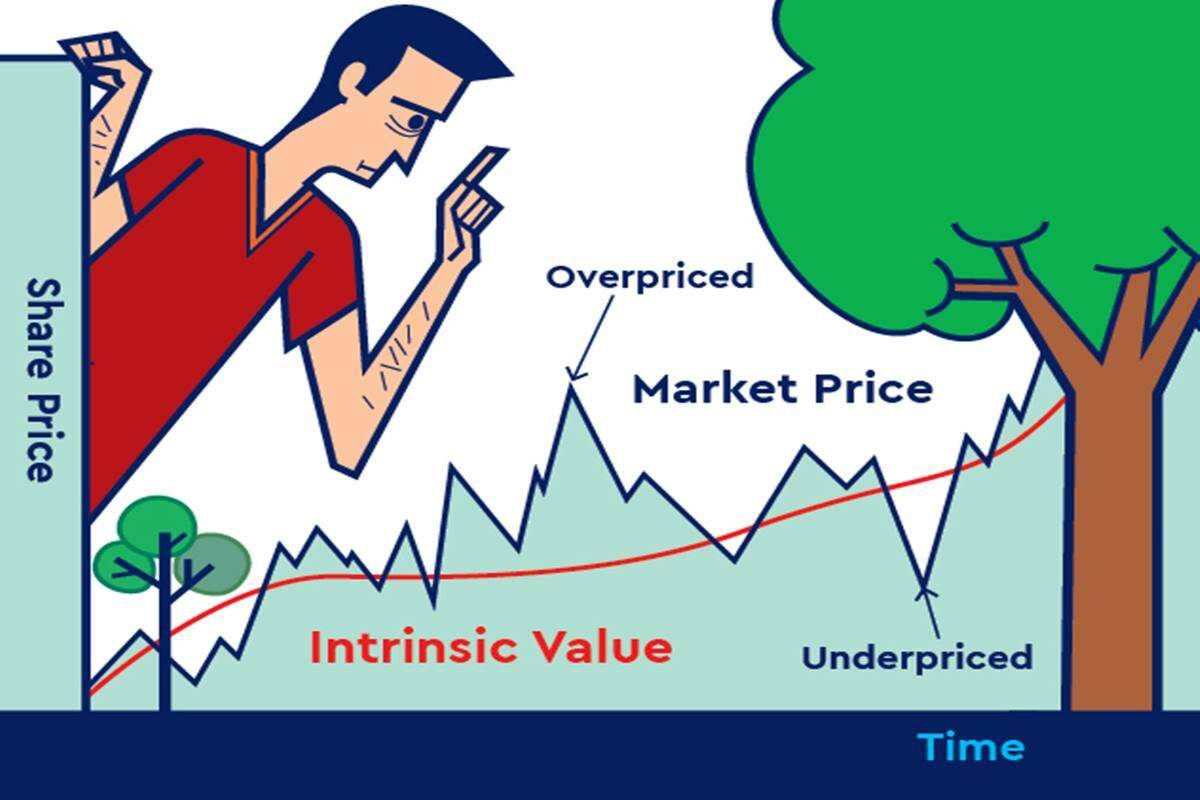 Share Price
Overpriced
Market Price
Intrinsic Value
Underpriced
Time